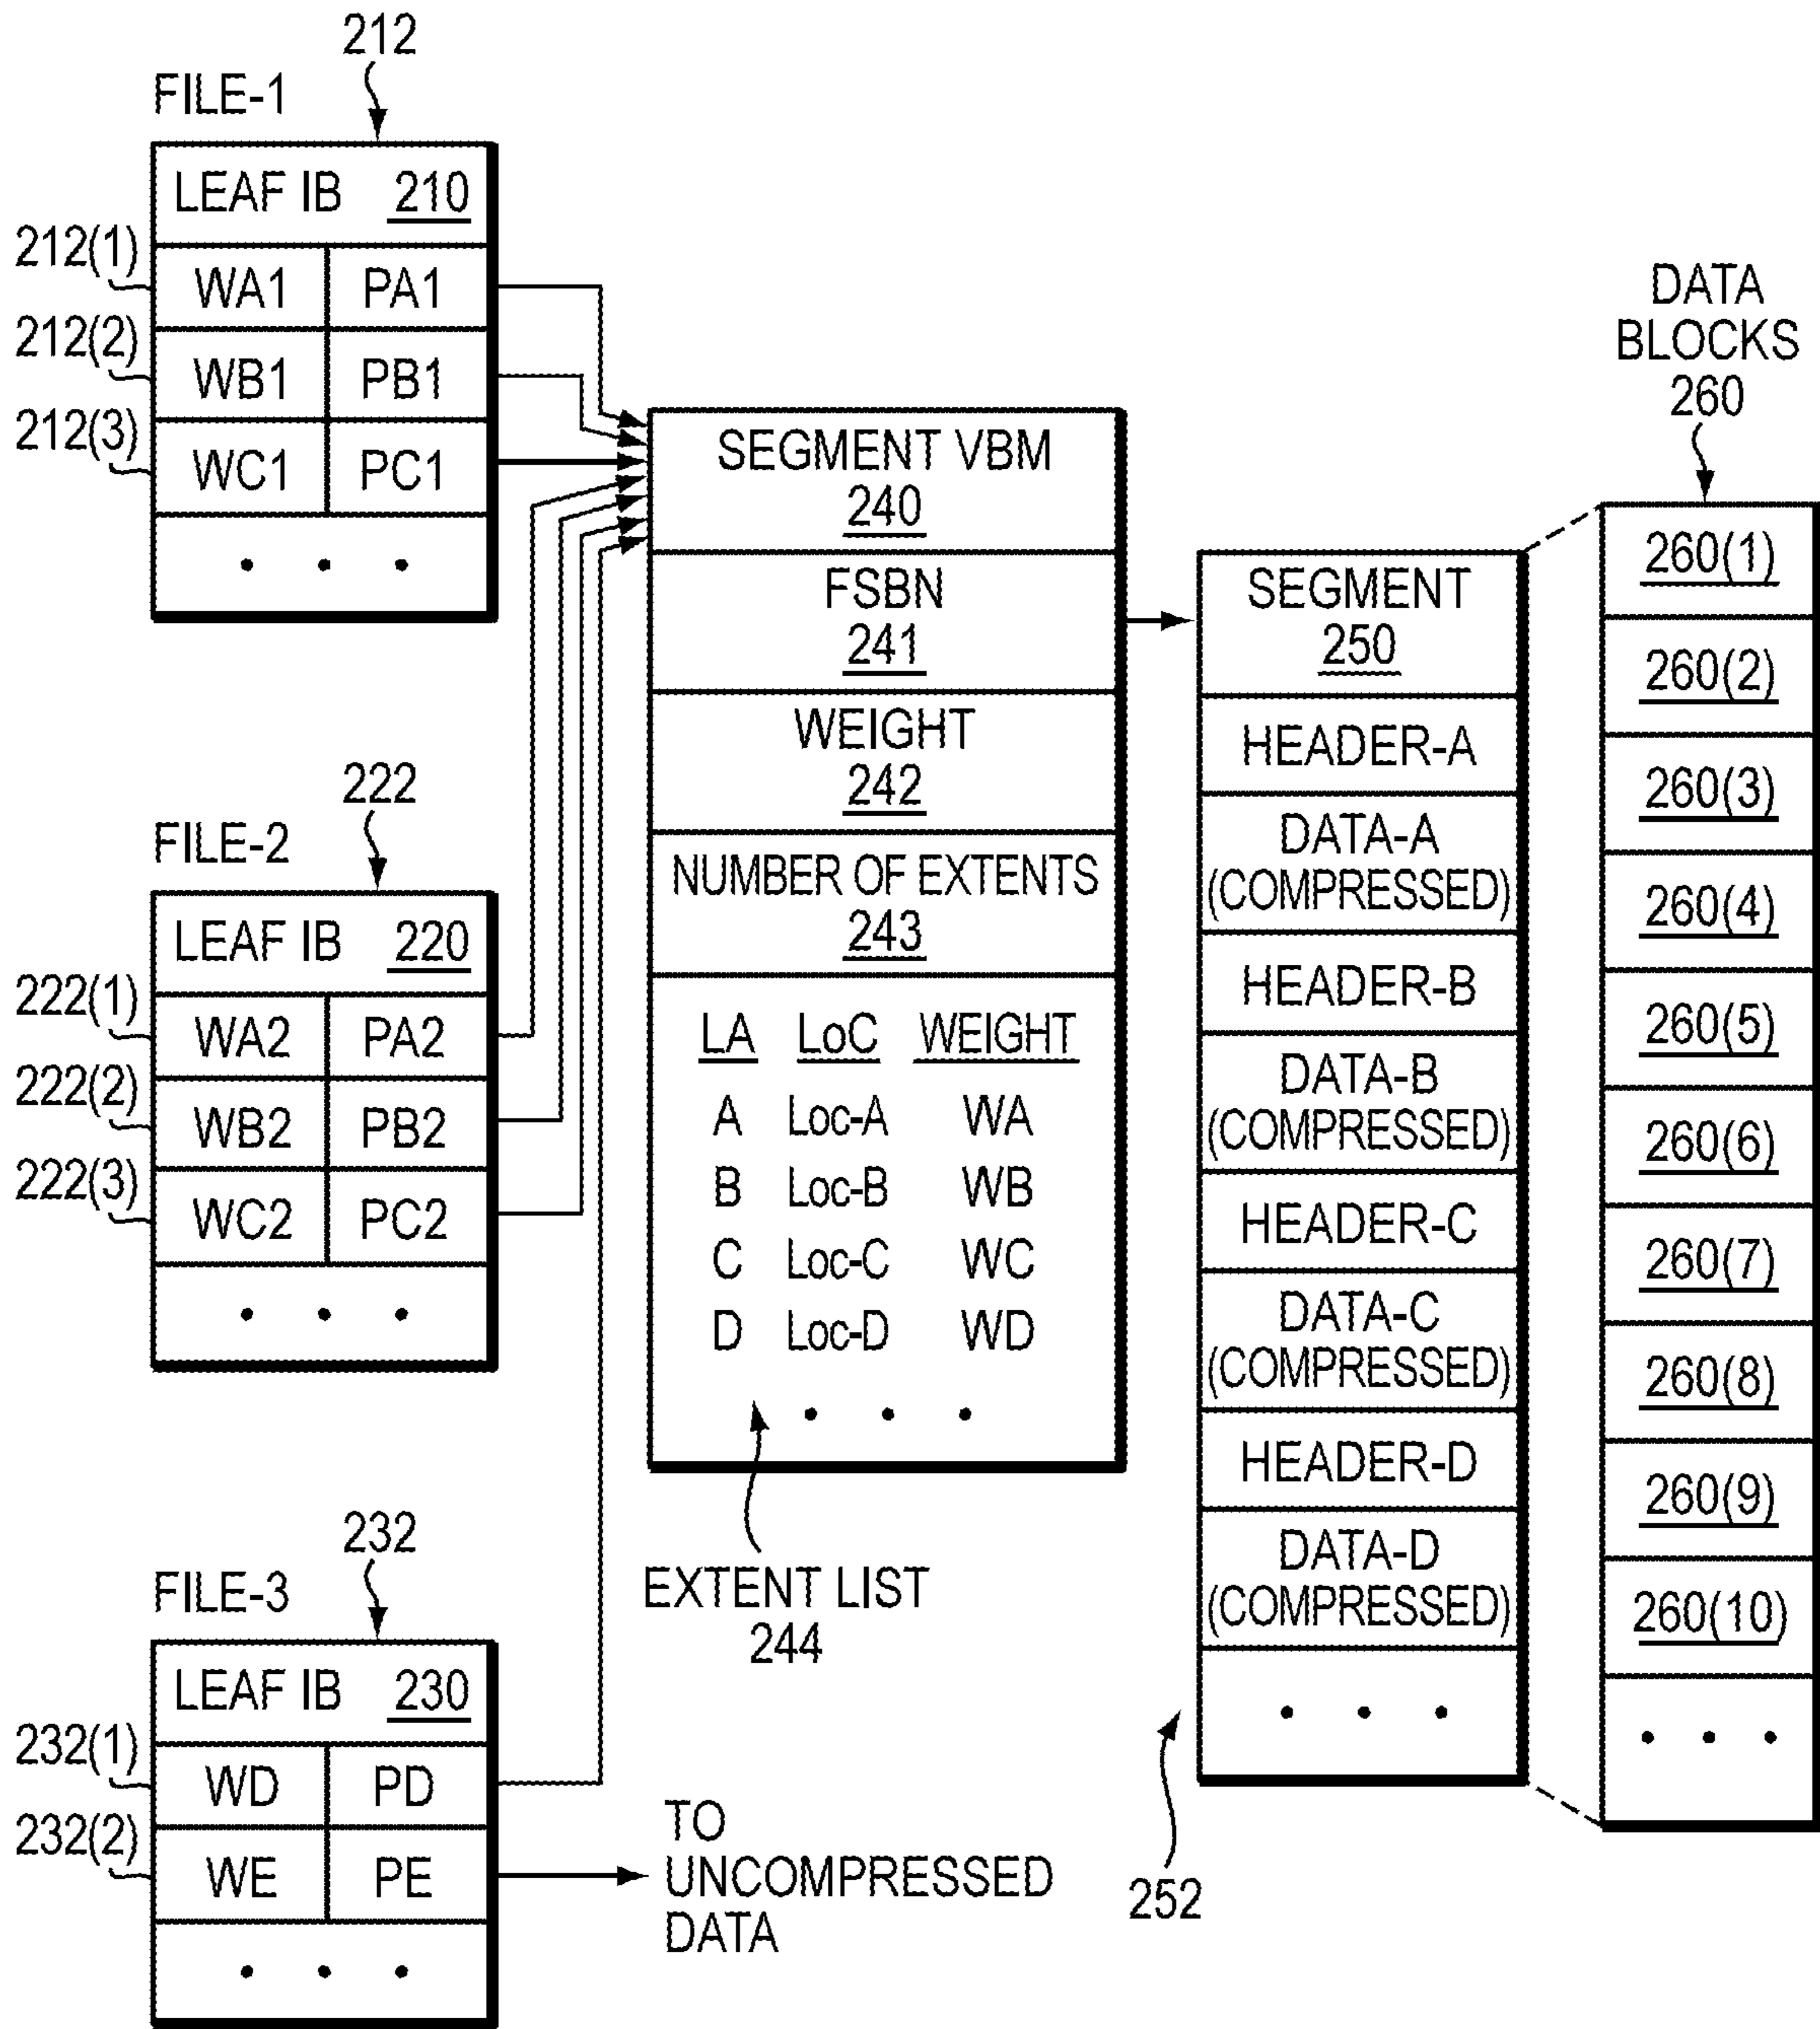 212
FILE-1
LEAF IB 210
212(1)
WA1 PA1
212(2)
WB1 PB1
212(3)
WC1 PC1
• • •
222
FILE-2
LEAF IB 220
222(1)
WA2 PA2
222(2)
WB2 PB2
222(3)
WC2 PC2
• • •
232
FILE-3
LEAF IB 230
232(1)
WD PD
232(2)
WE PE
• • •
TO
UNCOMPRESSED
DATA
SEGMENT VBM
240
FSBN
241
WEIGHT
242
NUMBER OF EXTENTS
243
LA LoC WEIGHT
A Loc-A WA
B Loc-B WB
C Loc-C WC
D Loc-D WD
• • •
EXTENT LIST
244
SEGMENT
250
HEADER-A
DATA-A
(COMPRESSED)
HEADER-B
DATA-B
(COMPRESSED)
HEADER-C
DATA-C
(COMPRESSED)
HEADER-D
DATA-D
(COMPRESSED)
• • •
252
DATA
BLOCKS
260
260(1)
260(2)
260(3)
260(4)
260(5)
260(6)
260(7)
260(8)
260(9)
260(10)
• • •